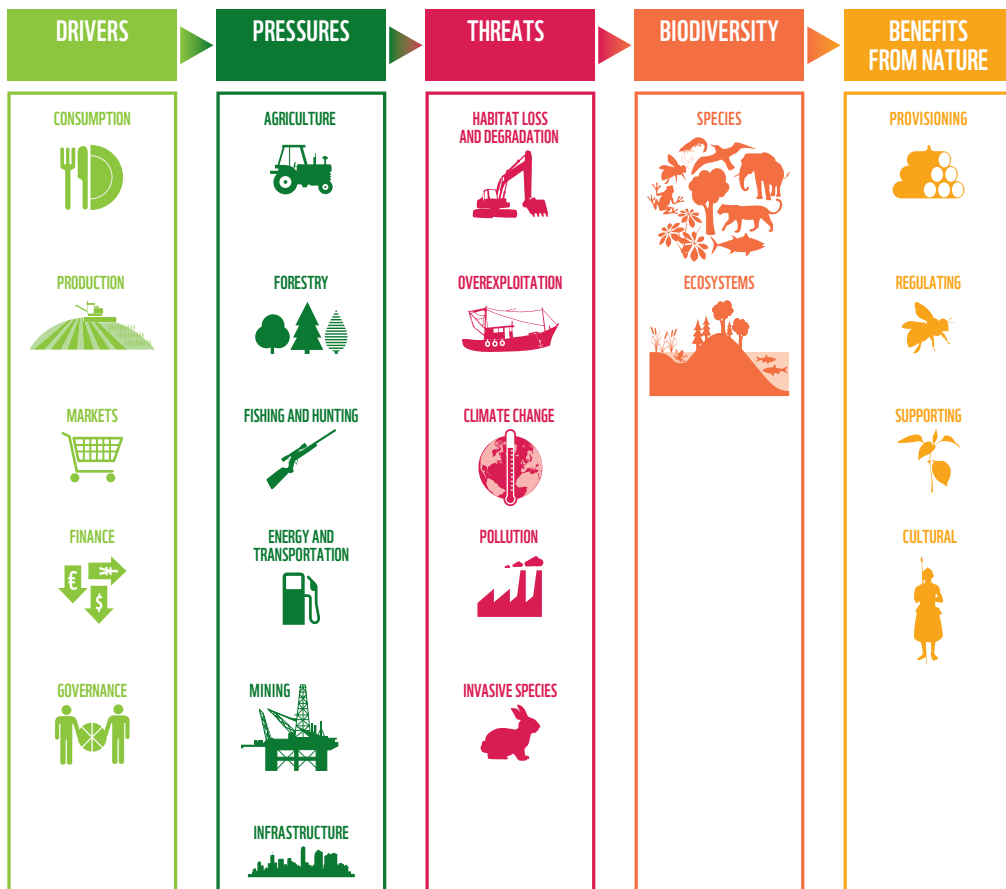 DRIVERS
CONSUMPTION
PRODUCTION
MARKETS
FINANCE
€
¥
$
GOVERNANCE
PRESSURES
AGRICULTURE
FORESTRY
FISHING AND HUNTING
ENERGY AND
TRANSPORTATION
MINING
INFRASTRUCTURE
THREATS
HABITAT LOSS
AND DEGRADATION
OVEREXPLOITATION
CLIMATE CHANGE
POLLUTION
INVASIVE SPECIES
BIODIVERSITY
SPECIES
ECOSYSTEMS
BENEFITS
FROM NATURE
PROVISIONING
REGULATING
SUPPORTING
CULTURAL